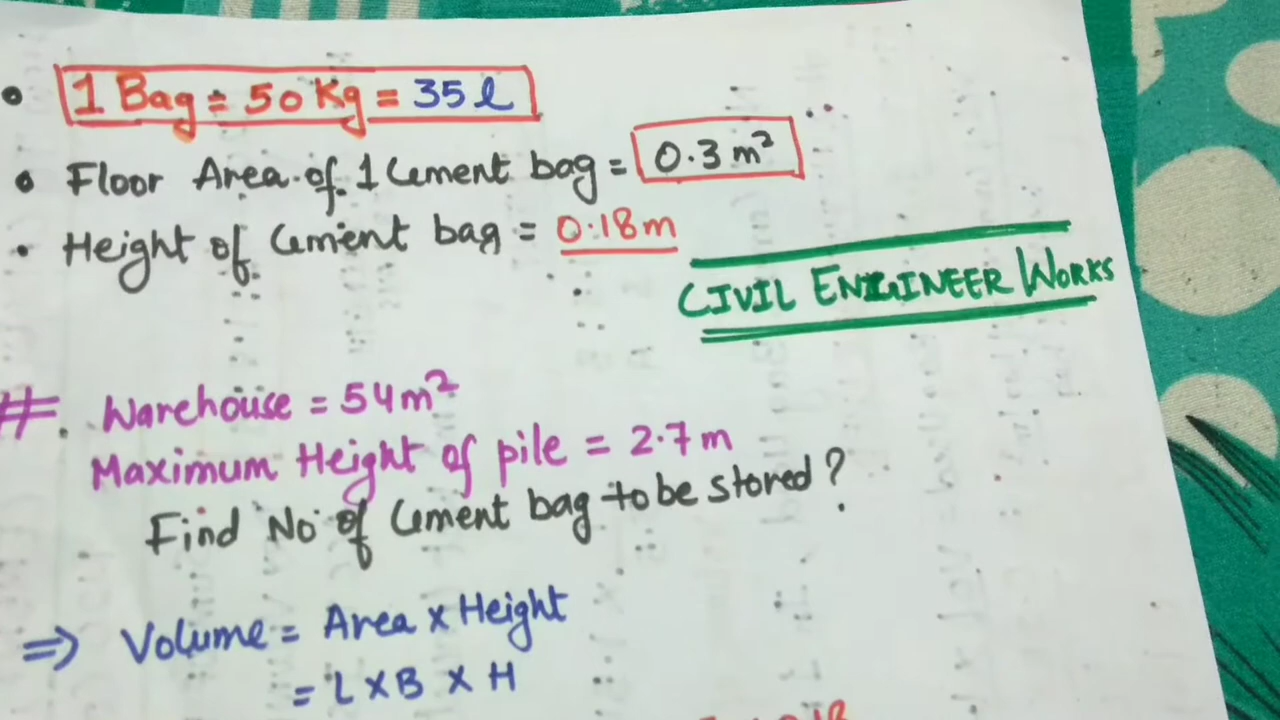 • 1 Bag = 50 Kg = 35 l
• Floor Area of 1 Cement bag = 0.3 m²
• Height of Cement bag = 0.18m
CIVIL ENGINEER WORKS
#. Warehouse = 54m²
Maximum Height of pile = 2.7 m
Find No of Cement bag to be stored ?
⇒ Volume = Area x Height
= L X B X H